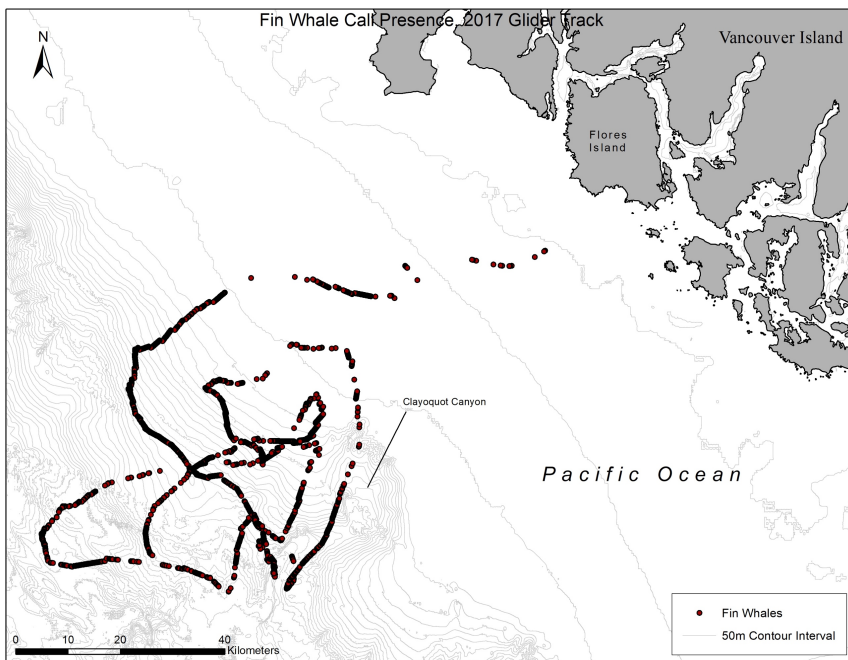 Fin Whale Call Presence, 2017 Glider Track
N
Vancouver Island
Flores
Island
Clayoquot Canyon
Pacific Ocean
Fin Whales
50m Contour Interval
0 10 20 40
Kilometers